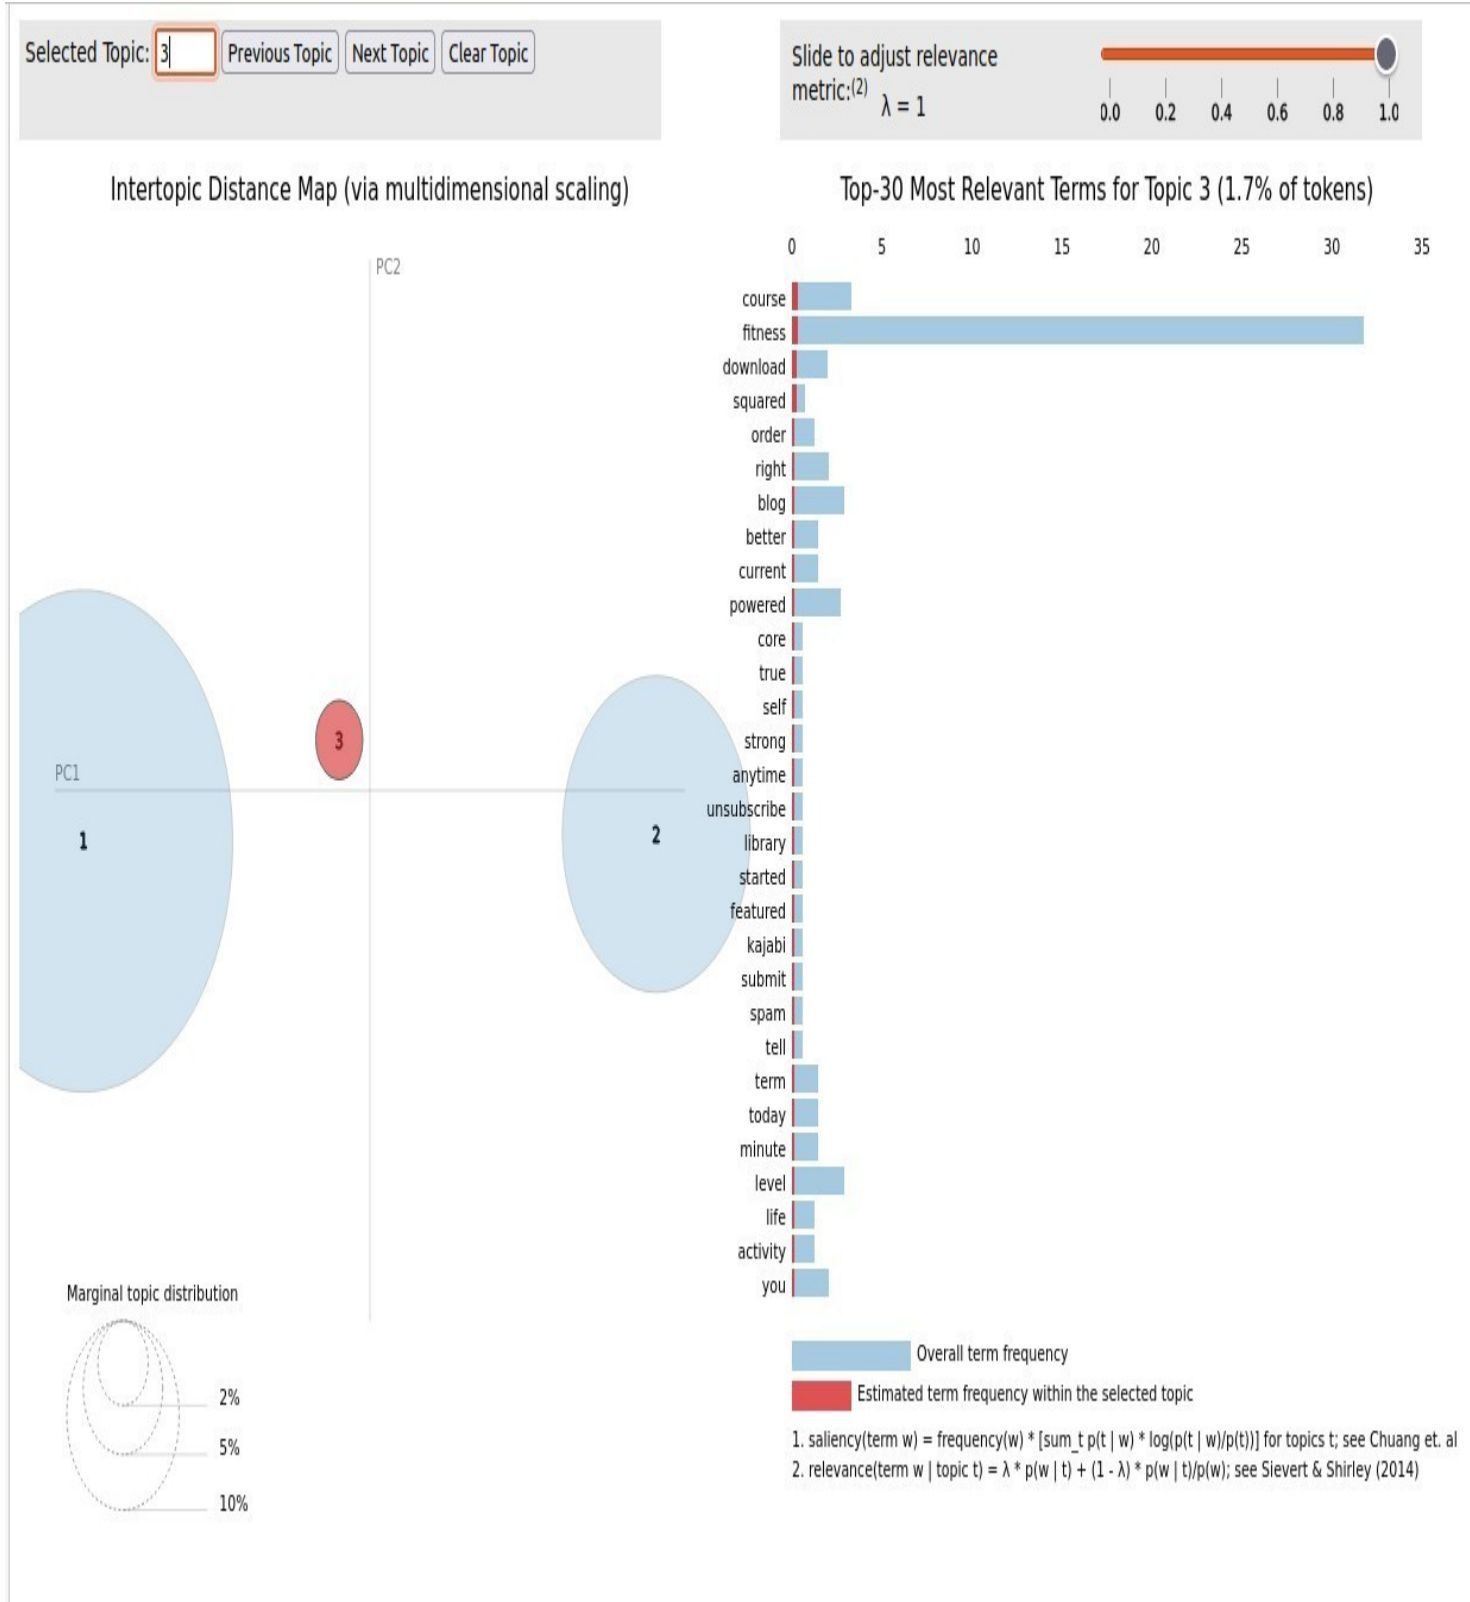 Selected Topic: 3 Previous Topic Next Topic Clear Topic
Slide to adjust relevance
metric:(2)
λ = 1
0.0 0.2 0.4 0.6 0.8 1.0
Intertopic Distance Map (via multidimensional scaling)
PC2
PC1
1
3
2
Marginal topic distribution
2%
5%
10%
Top-30 Most Relevant Terms for Topic 3 (1.7% of tokens)
0 5 10 15 20 25 30 35
course
fitness
download
squared
order
right
blog
better
current
powered
core
true
self
strong
anytime
unsubscribe
library
started
featured
kajabi
submit
spam
tell
term
today
minute
level
life
activity
you
Overall term frequency
Estimated term frequency within the selected topic
1. saliency(term w) = frequency(w) * [sum_t p(t | w) * log(p(t | w)/p(t))] for topics t; see Chuang et. al
2. relevance(term w | topic t) = λ * p(w | t) + (1 - λ) * p(w | t)/p(w); see Sievert & Shirley (2014)